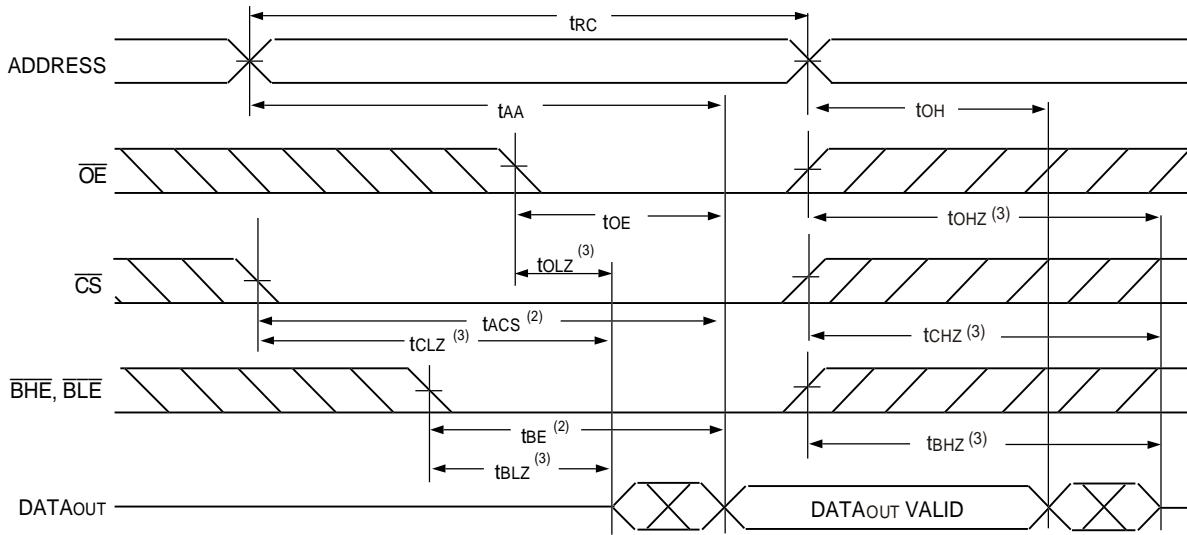 tRC
ADDRESS
tAA
tOH
OE
tOE
tOHZ (3)
tOLZ (3)
CS
tACS (2)
tCLZ (3)
tCHZ (3)
BHE, BLE
tBE (2)
tBHZ (3)
tBLZ (3)
DATAOUT
DATAOUT VALID